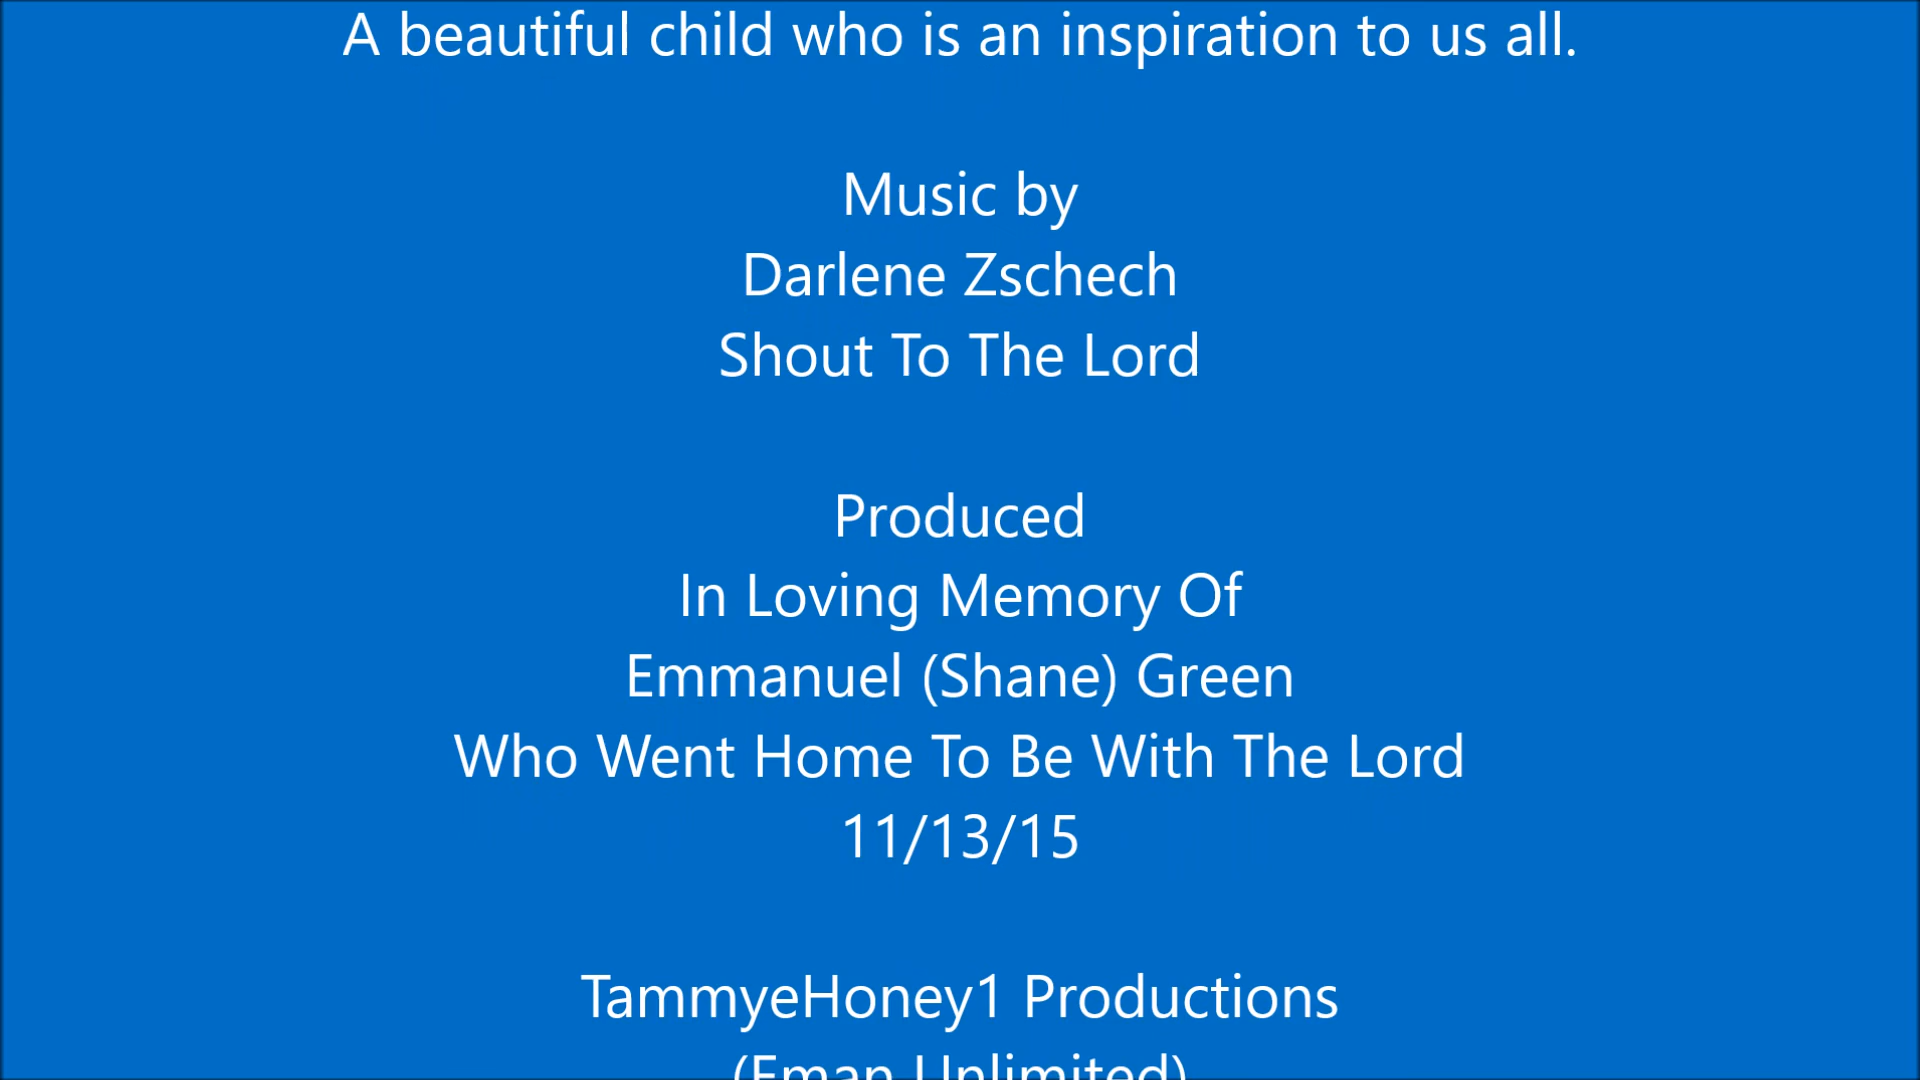 A beautiful child who is an inspiration to us all.
Music by
Darlene Zschech
Shout To The Lord
Produced
In Loving Memory Of
Emmanuel (Shane) Green
Who Went Home To Be With The Lord
11/13/15
TammyeHoney1 Productions
(Eman Unlimited)